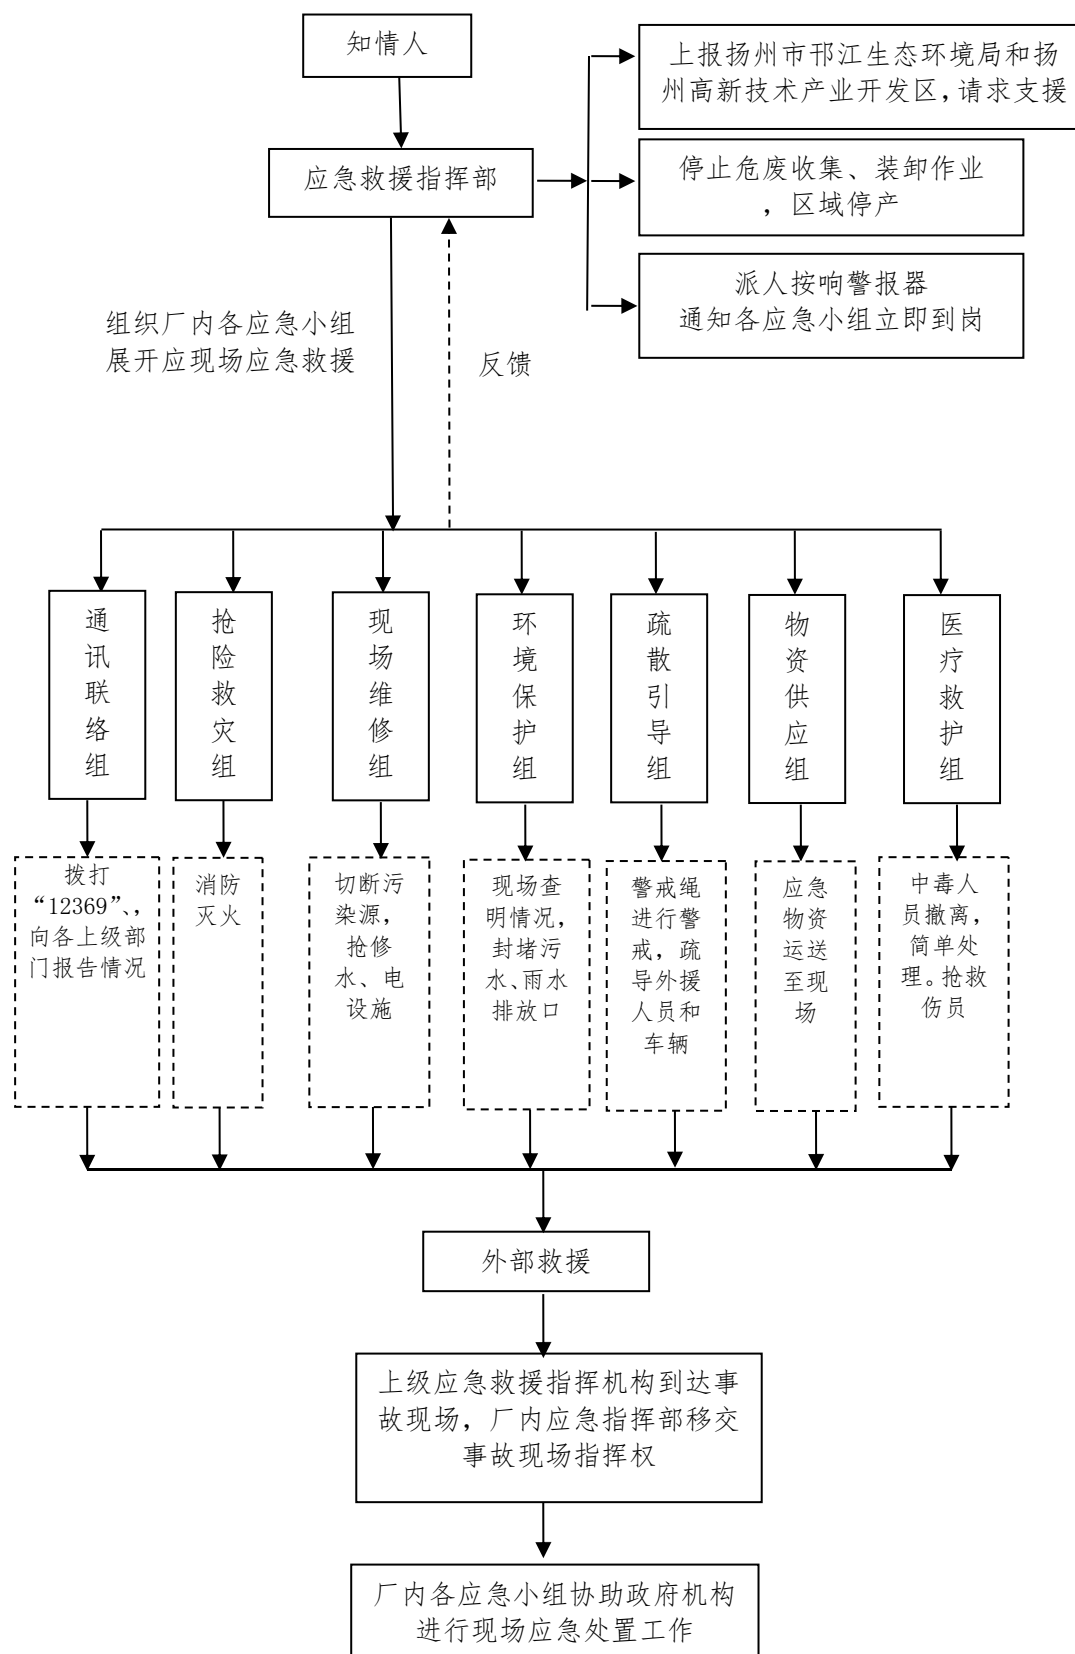 知情人
上报扬州市邗江生态环境局和扬
州高新技术产业开发区,请求支援
应急救援指挥部
停止危废收集、装卸作业
，区域停产
派人按响警报器
通知各应急小组立即到岗
组织厂内各应急小组
展开应现场应急救援
反馈
通讯联络组
抢险救灾组
现场维修组
环境保护组
疏散引导组
物资供应组
医疗救护组
拨打
“12369”、，
向各上级部
门报告情况
消防
灭火
切断污
染源，
抢修
水、电
设施
现场查
明情况，
封堵污
水、雨水
排放口
警戒绳
进行警
戒，疏
导外援
人员和
车辆
应急
物资
运送
至现
场
中毒人
员撤离，
简单处
理。抢救
伤员
外部救援
上级应急救援指挥机构到达事
故现场，厂内应急指挥部移交
事故现场指挥权
厂内各应急小组协助政府机构
进行现场应急处置工作